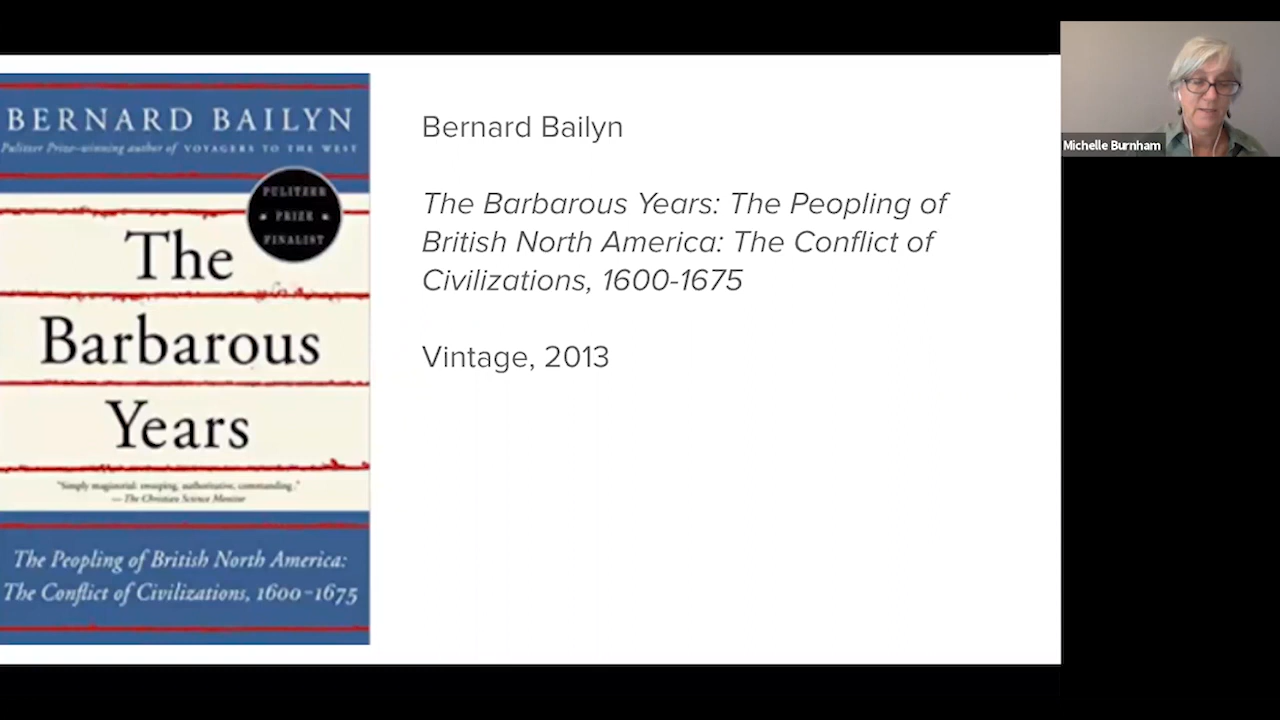 BERNARD BAILYN
Pulitzer Prize-winning author of VOYAGERS TO THE WEST
PULITZER
PRIZE
FINALIST
The
Barbarous
Years
"Simply magisterial: sweeping, authoritative, commanding."
— The Christian Science Monitor
The Peopling of British North America:
The Conflict of Civilizations, 1600–1675
Bernard Bailyn
The Barbarous Years: The Peopling of
British North America: The Conflict of
Civilizations, 1600-1675
Vintage, 2013
Michelle Burnham